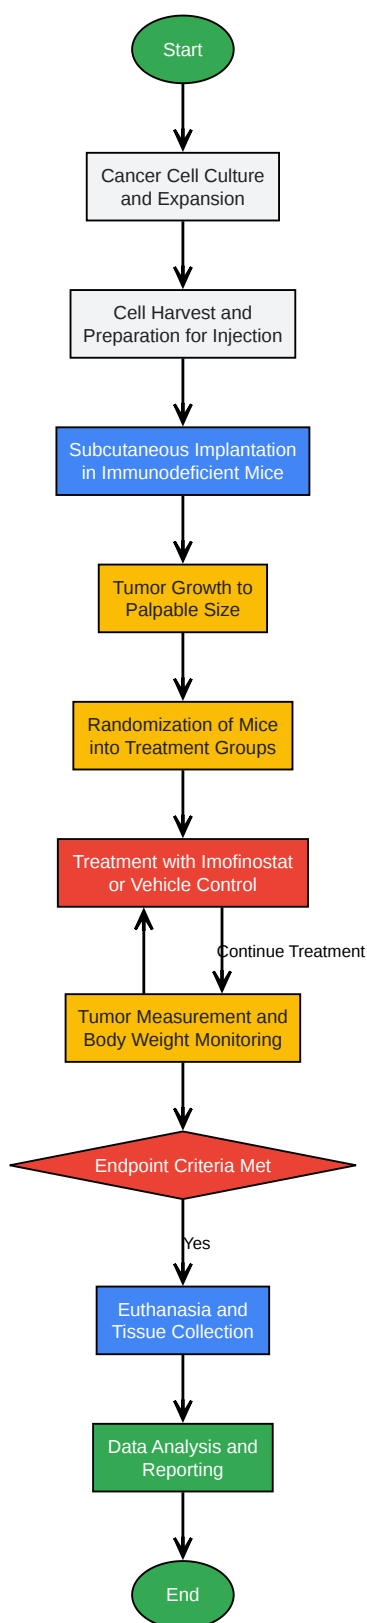 Start
Cancer Cell Culture
and Expansion
Cell Harvest and
Preparation for Injection
Subcutaneous Implantation
in Immunodeficient Mice
Tumor Growth to
Palpable Size
Randomization of Mice
into Treatment Groups
Treatment with Imofinostat
or Vehicle Control
Continue Treatment
Tumor Measurement and
Body Weight Monitoring
Endpoint Criteria Met
Yes
Euthanasia and
Tissue Collection
Data Analysis and
Reporting
End